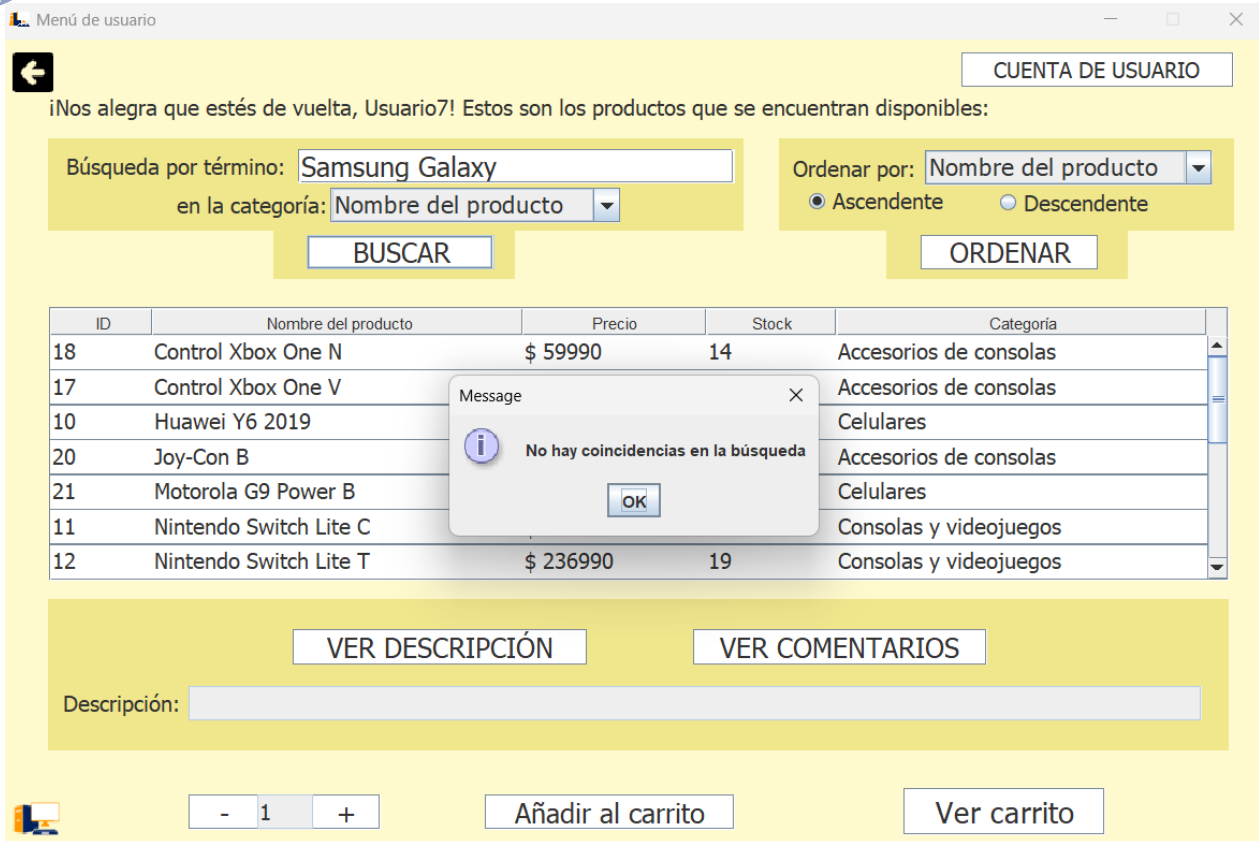 Menú de usuario
CUENTA DE USUARIO
¡Nos alegra que estés de vuelta, Usuario7! Estos son los productos que se encuentran disponibles:
Búsqueda por término: Samsung Galaxy
en la categoría: Nombre del producto
BUSCAR
Ordenar por: Nombre del producto
Ascendente Descendente
ORDENAR
ID Nombre del producto Precio Stock Categoría
18 Control Xbox One N $ 59990 14 Accesorios de consolas
17 Control Xbox One V Accesorios de consolas
10 Huawei Y6 2019 Celulares
20 Joy-Con B Accesorios de consolas
21 Motorola G9 Power B Celulares
11 Nintendo Switch Lite C Consolas y videojuegos
12 Nintendo Switch Lite T $ 236990 19 Consolas y videojuegos
Message
No hay coincidencias en la búsqueda
OK
VER DESCRIPCIÓN VER COMENTARIOS
Descripción:
- 1 + Añadir al carrito Ver carrito